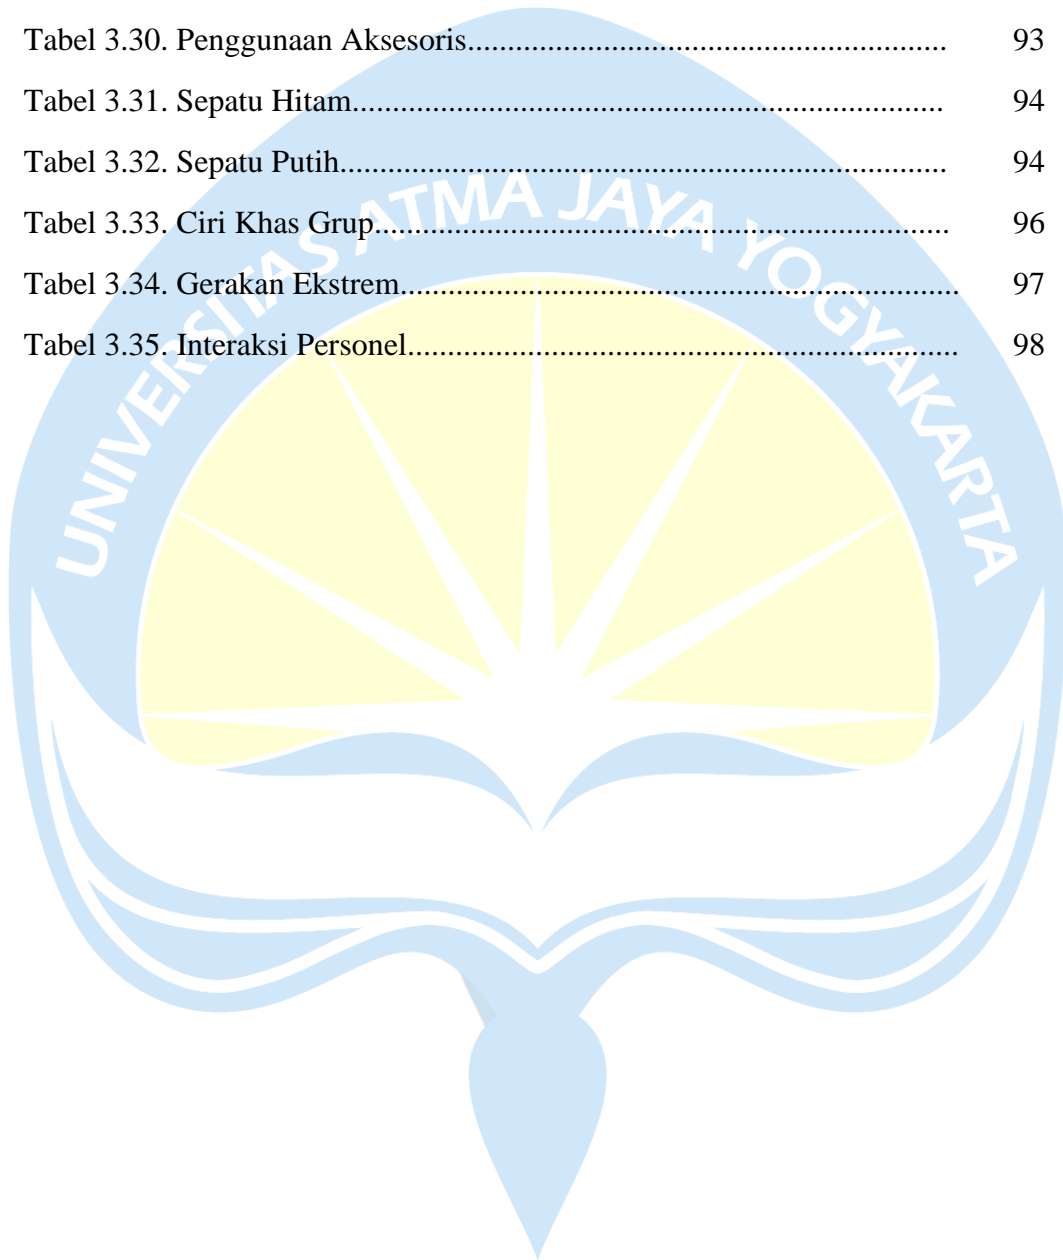 Tabel 3.30. Penggunaan Aksesoris........................................................... 93
Tabel 3.31. Sepatu Hitam......................................................................... 94
Tabel 3.32. Sepatu Putih........................................................................... 94
Tabel 3.33. Ciri Khas Grup....................................................................... 96
Tabel 3.34. Gerakan Ekstrem..................................................................... 97
Tabel 3.35. Interaksi Personel.................................................................... 98
UNIVERSITAS ATMA JAYA YOGYAKARTA